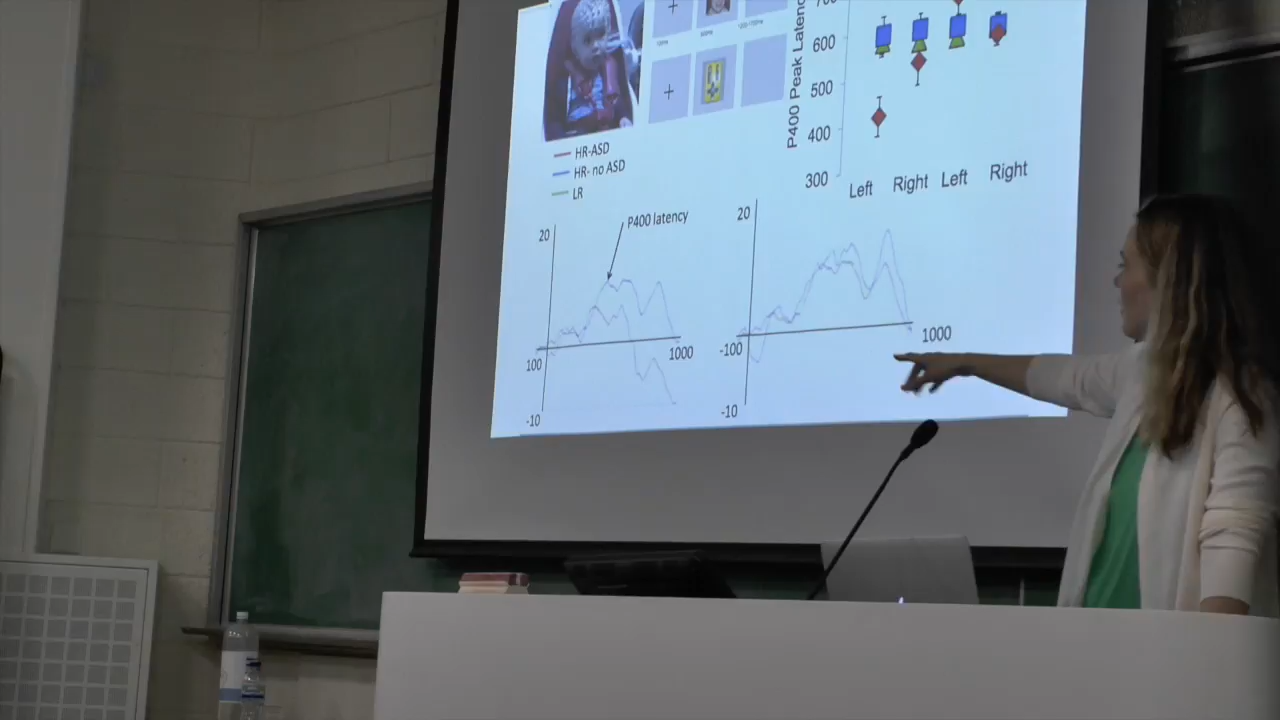 P400 Peak Latenc
600
500
400
300
Left
Right
Left
Right
HR-ASD
HR- no ASD
LR
P400 latency
20
100
1000
-10
20
-100
1000
-10